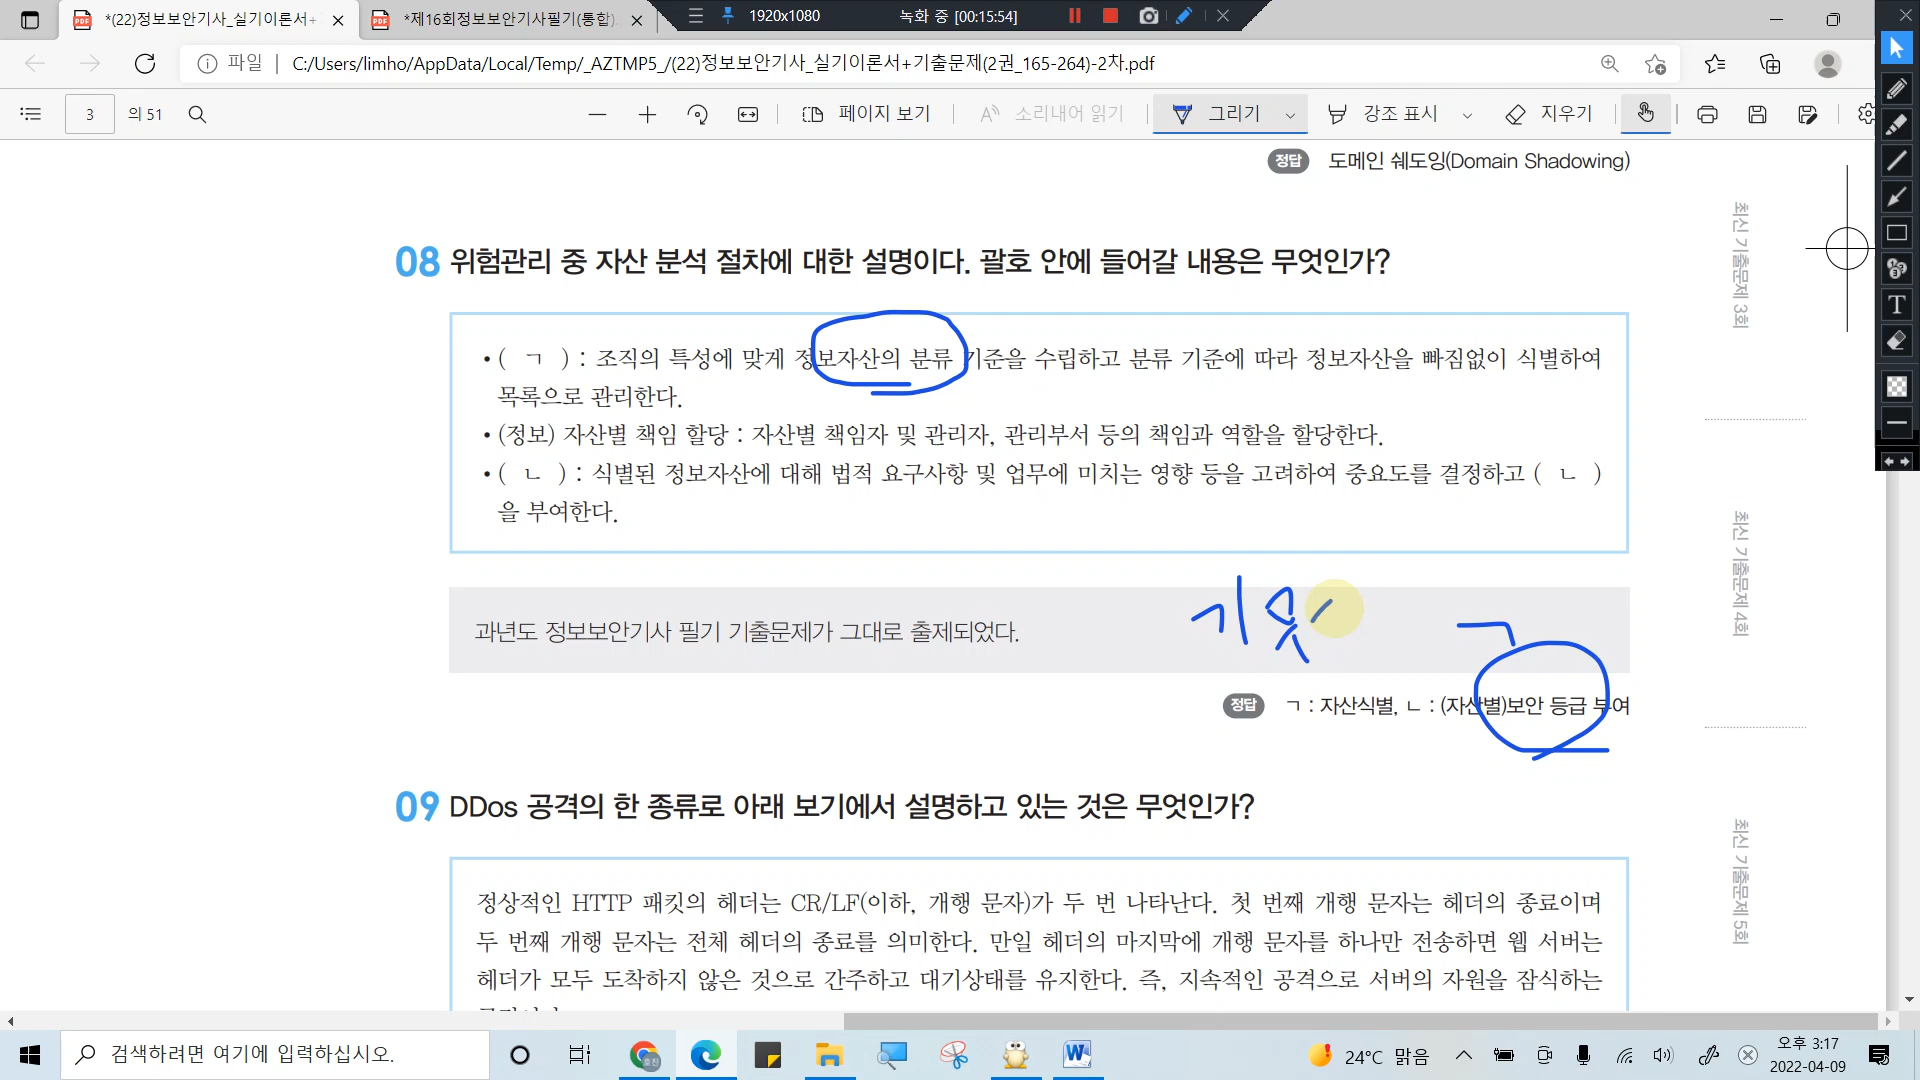 *(22)정보보안기사_실기이론서+
*제16회정보보안기사필기(통합)
1920x1080
녹화 중 [00:15:54]
파일
C:/Users/limho/AppData/Local/Temp/_AZTMP5_/(22)정보보안기사_실기이론서+기출문제(2권_165-264)-2차.pdf
3 의 51
페이지 보기
소리내어 읽기
그리기
강조 표시
지우기
정답 도메인 쉐도잉(Domain Shadowing)
08 위험관리 중 자산 분석 절차에 대한 설명이다. 괄호 안에 들어갈 내용은 무엇인가?
• ( ㄱ ) : 조직의 특성에 맞게 정보자산의 분류 기준을 수립하고 분류 기준에 따라 정보자산을 빠짐없이 식별하여
목록으로 관리한다.
• (정보) 자산별 책임 할당 : 자산별 책임자 및 관리자, 관리부서 등의 책임과 역할을 할당한다.
• ( ㄴ ) : 식별된 정보자산에 대해 법적 요구사항 및 업무에 미치는 영향 등을 고려하여 중요도를 결정하고 ( ㄴ )
을 부여한다.
과년도 정보보안기사 필기 기출문제가 그대로 출제되었다.
정답 ㄱ : 자산식별, ㄴ : (자산별)보안 등급 부여
09 DDos 공격의 한 종류로 아래 보기에서 설명하고 있는 것은 무엇인가?
정상적인 HTTP 패킷의 헤더는 CR/LF(이하, 개행 문자)가 두 번 나타난다. 첫 번째 개행 문자는 헤더의 종료이며
두 번째 개행 문자는 전체 헤더의 종료를 의미한다. 만일 헤더의 마지막에 개행 문자를 하나만 전송하면 웹 서버는
헤더가 모두 도착하지 않은 것으로 간주하고 대기상태를 유지한다. 즉, 지속적인 공격으로 서버의 자원을 잠식하는
최신 기출문제 3회
최신 기출문제 4회
최신 기출문제 5회
검색하려면 여기에 입력하십시오.
24°C 맑음
오후 3:17
2022-04-09